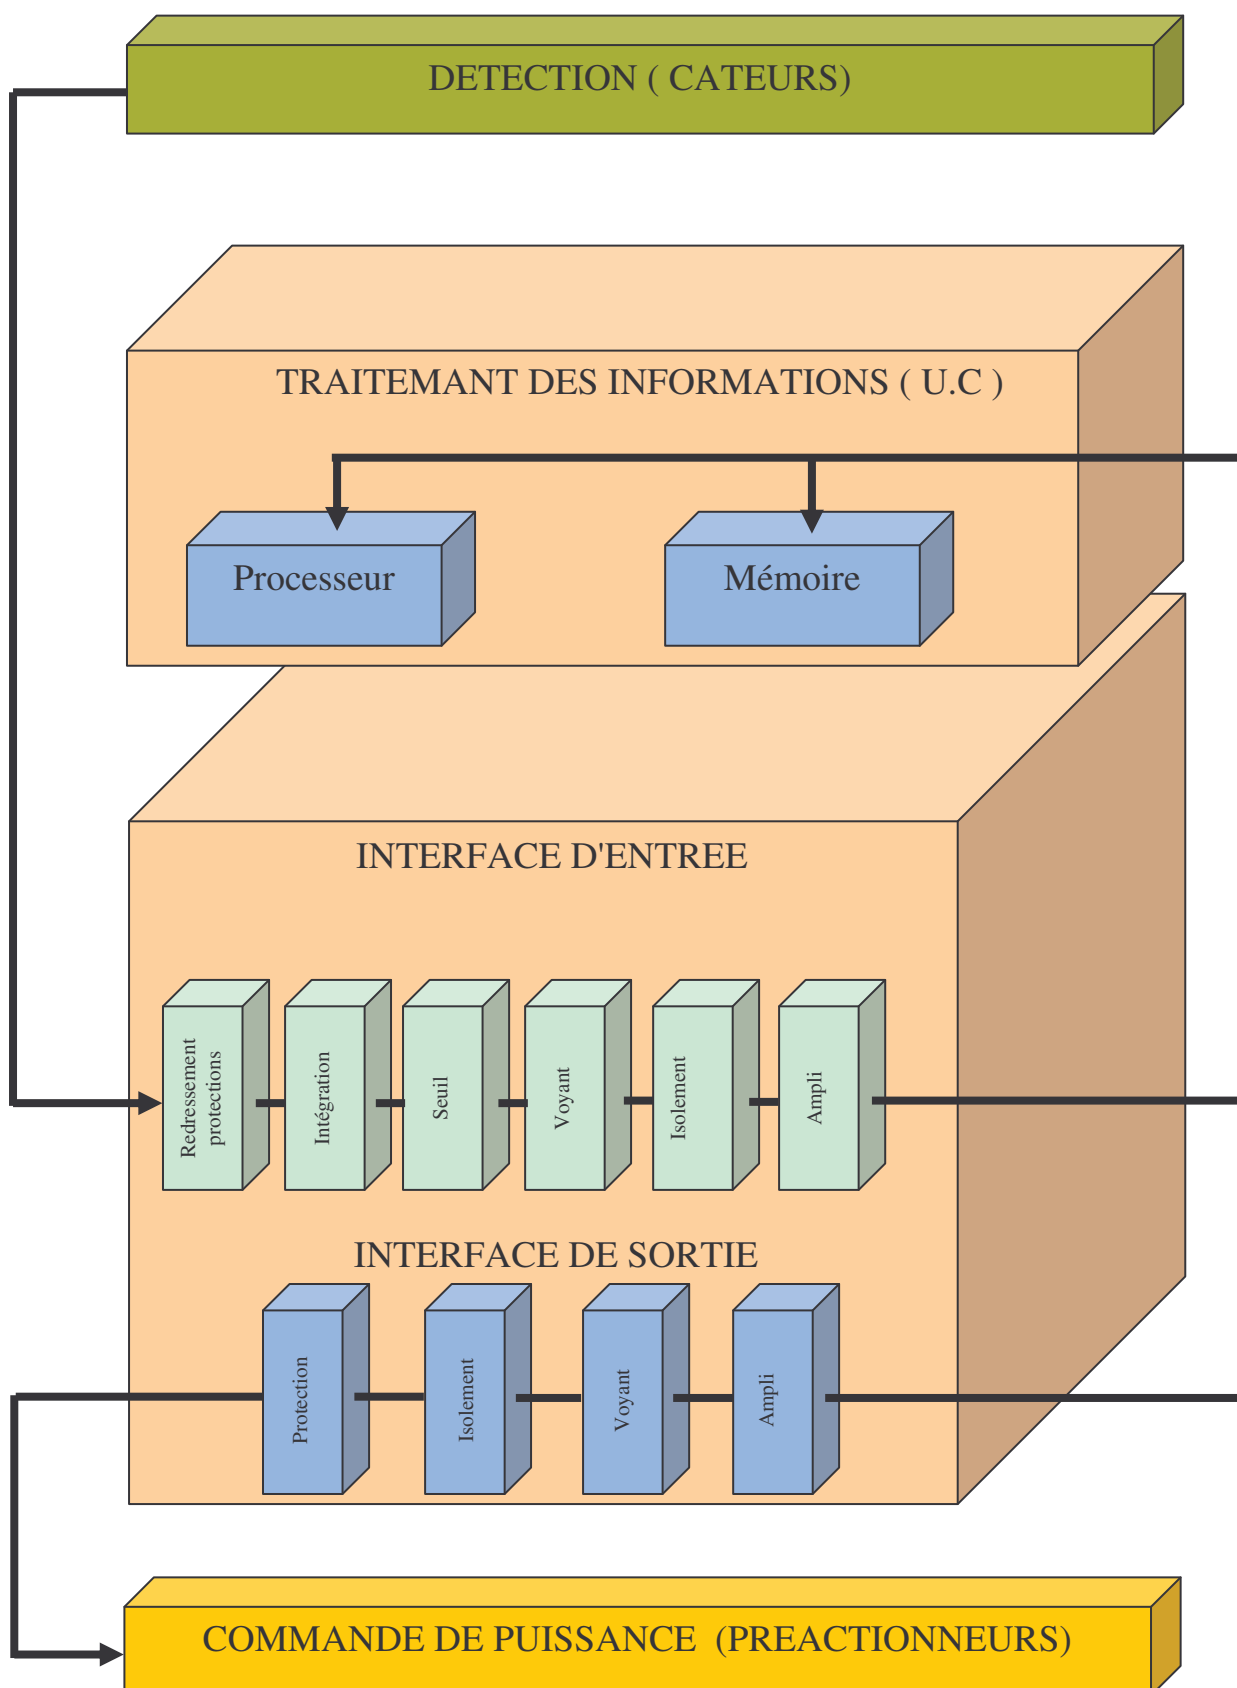 DETECTION ( CATEURS)
TRAITEMANT DES INFORMATIONS ( U.C )
Processeur
Mémoire
INTERFACE D'ENTREE
Redressement
protections
Intégration
Seuil
Voyant
Isolement
Ampli
INTERFACE DE SORTIE
Protection
Isolement
Voyant
Ampli
COMMANDE DE PUISSANCE (PREACTIONNEURS)